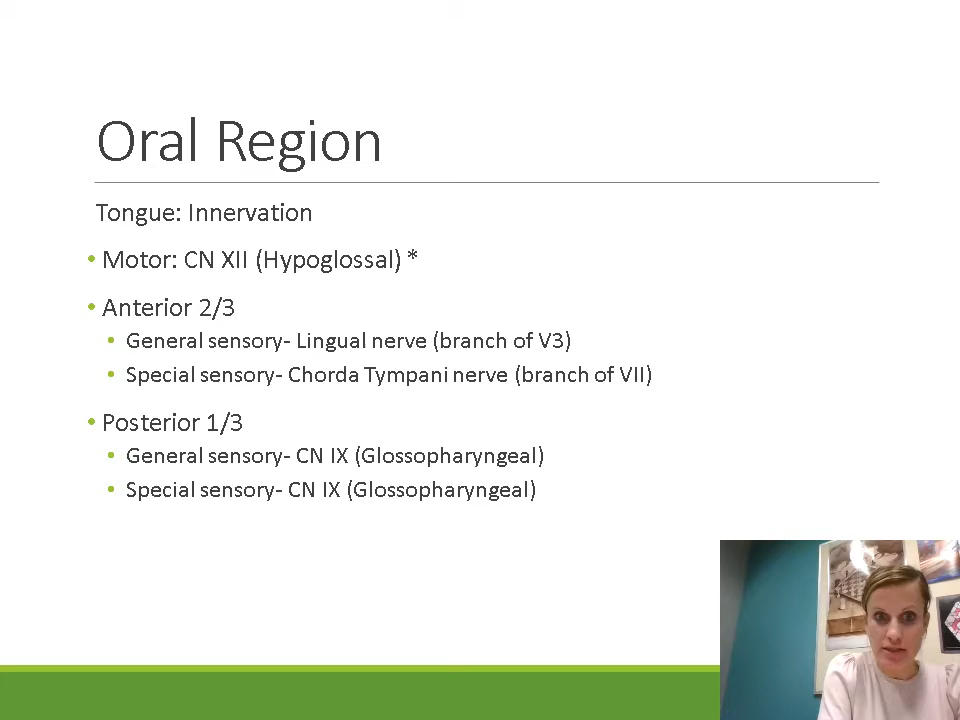 Oral Region
Tongue: Innervation
• Motor: CN XII (Hypoglossal) *
• Anterior 2/3
• General sensory- Lingual nerve (branch of V3)
• Special sensory- Chorda Tympani nerve (branch of VII)
• Posterior 1/3
• General sensory- CN IX (Glossopharyngeal)
• Special sensory- CN IX (Glossopharyngeal)